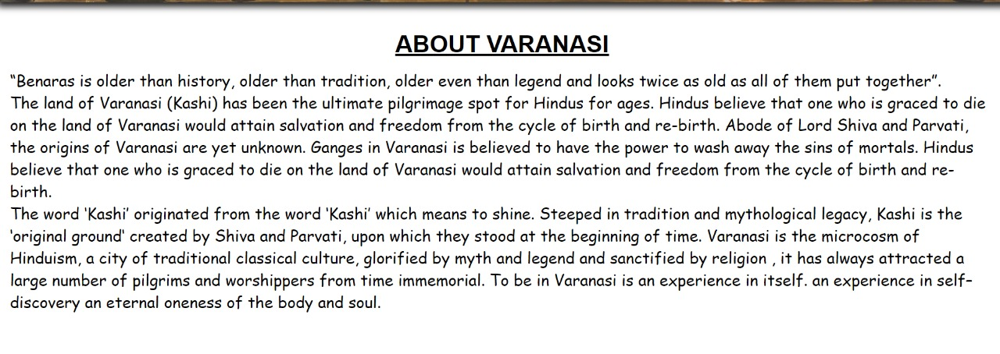 ABOUT VARANASI
“Benaras is older than history, older than tradition, older even than legend and looks twice as old as all of them put together”.
The land of Varanasi (Kashi) has been the ultimate pilgrimage spot for Hindus for ages. Hindus believe that one who is graced to die
on the land of Varanasi would attain salvation and freedom from the cycle of birth and re-birth. Abode of Lord Shiva and Parvati,
the origins of Varanasi are yet unknown. Ganges in Varanasi is believed to have the power to wash away the sins of mortals. Hindus
believe that one who is graced to die on the land of Varanasi would attain salvation and freedom from the cycle of birth and re-
birth.
The word ‘Kashi’ originated from the word ‘Kashi’ which means to shine. Steeped in tradition and mythological legacy, Kashi is the
‘original ground‘ created by Shiva and Parvati, upon which they stood at the beginning of time. Varanasi is the microcosm of
Hinduism, a city of traditional classical culture, glorified by myth and legend and sanctified by religion , it has always attracted a
large number of pilgrims and worshippers from time immemorial. To be in Varanasi is an experience in itself. an experience in self–
discovery an eternal oneness of the body and soul.